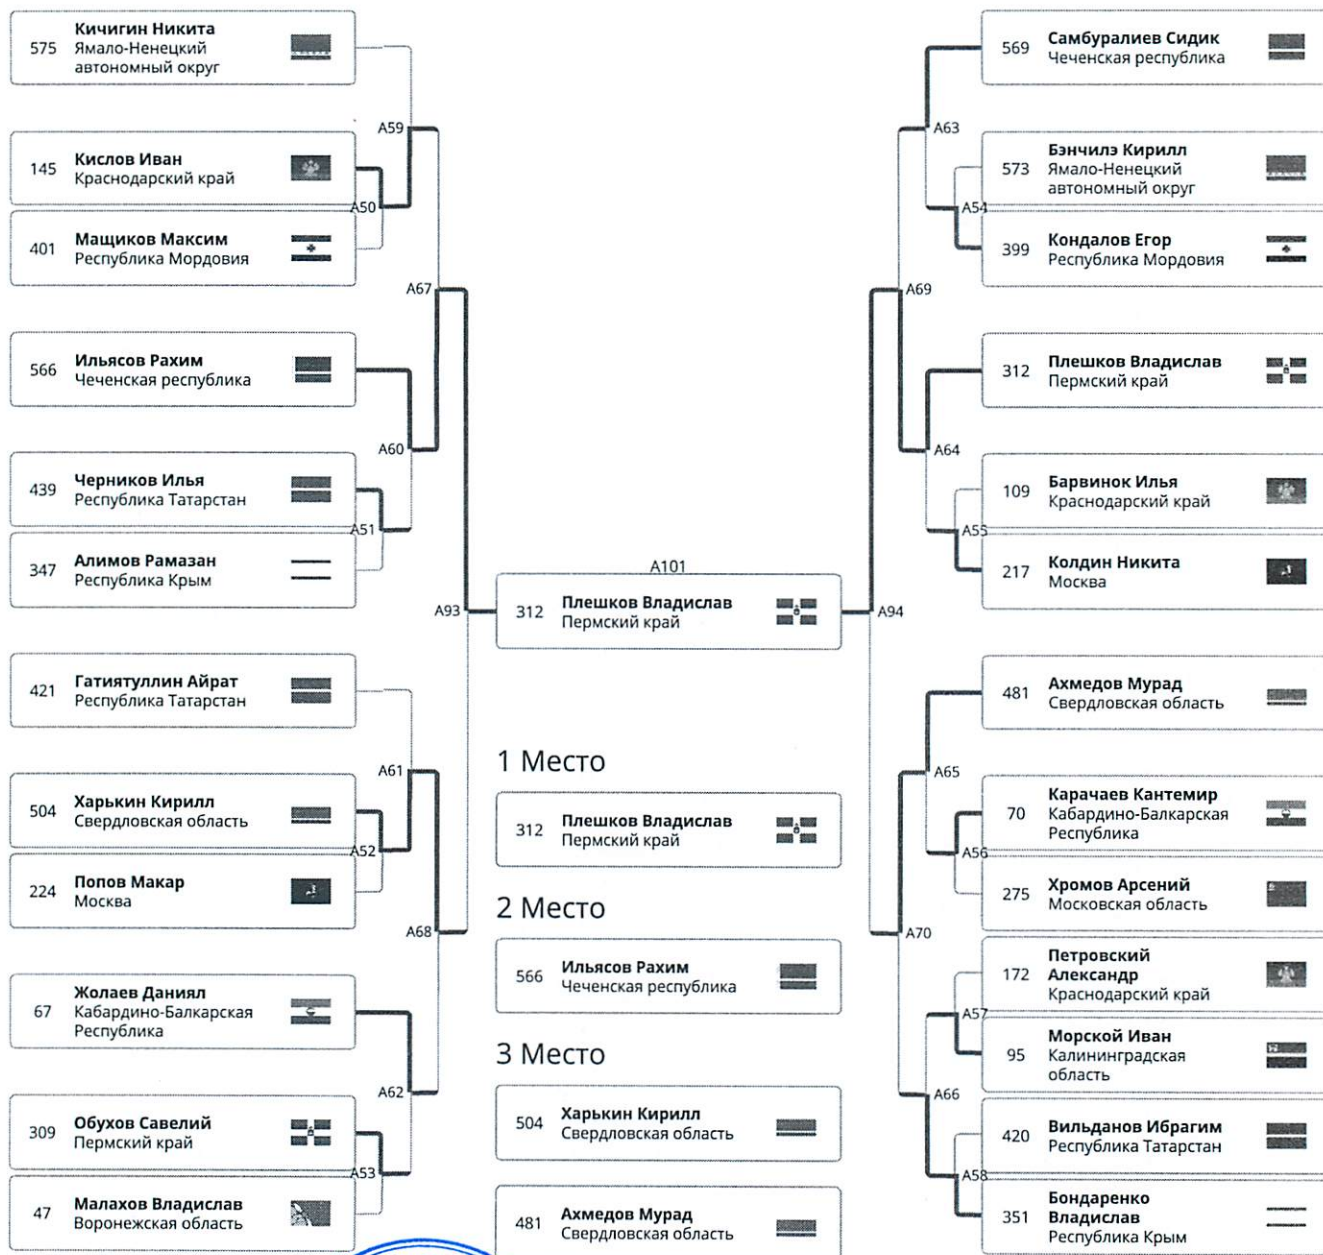 575
Кичигин Никита
Ямало-Ненецкий
автономный округ
A59
145
Кислов Иван
Краснодарский край
A50
401
Мащиков Максим
Республика Мордовия
A67
566
Ильясов Рахим
Чеченская республика
A60
439
Черников Илья
Республика Татарстан
A51
347
Алимов Рамазан
Республика Крым
A93
421
Гатиятуллин Айрат
Республика Татарстан
A61
504
Харькин Кирилл
Свердловская область
A52
224
Попов Макар
Москва
A68
67
Жолаев Даниял
Кабардино-Балкарская
Республика
A62
309
Обухов Савелий
Пермский край
A53
47
Малахов Владислав
Воронежская область
A101
312
Плешков Владислав
Пермский край
1 Место
312
Плешков Владислав
Пермский край
2 Место
566
Ильясов Рахим
Чеченская республика
3 Место
504
Харькин Кирилл
Свердловская область
481
Ахмедов Мурад
Свердловская область
569
Самбуралиев Сидик
Чеченская республика
A63
573
Бэнчилэ Кирилл
Ямало-Ненецкий
автономный округ
A54
399
Кондалов Егор
Республика Мордовия
A69
312
Плешков Владислав
Пермский край
A64
109
Барвинок Илья
Краснодарский край
A55
217
Колдин Никита
Москва
A94
481
Ахмедов Мурад
Свердловская область
A65
70
Карачаев Кантемир
Кабардино-Балкарская
Республика
A56
275
Хромов Арсений
Московская область
A70
172
Петровский
Александр
Краснодарский край
A57
95
Морской Иван
Калининградская
область
A66
420
Вильданов Ибрагим
Республика Татарстан
A58
351
Бондаренко
Владислав
Республика Крым